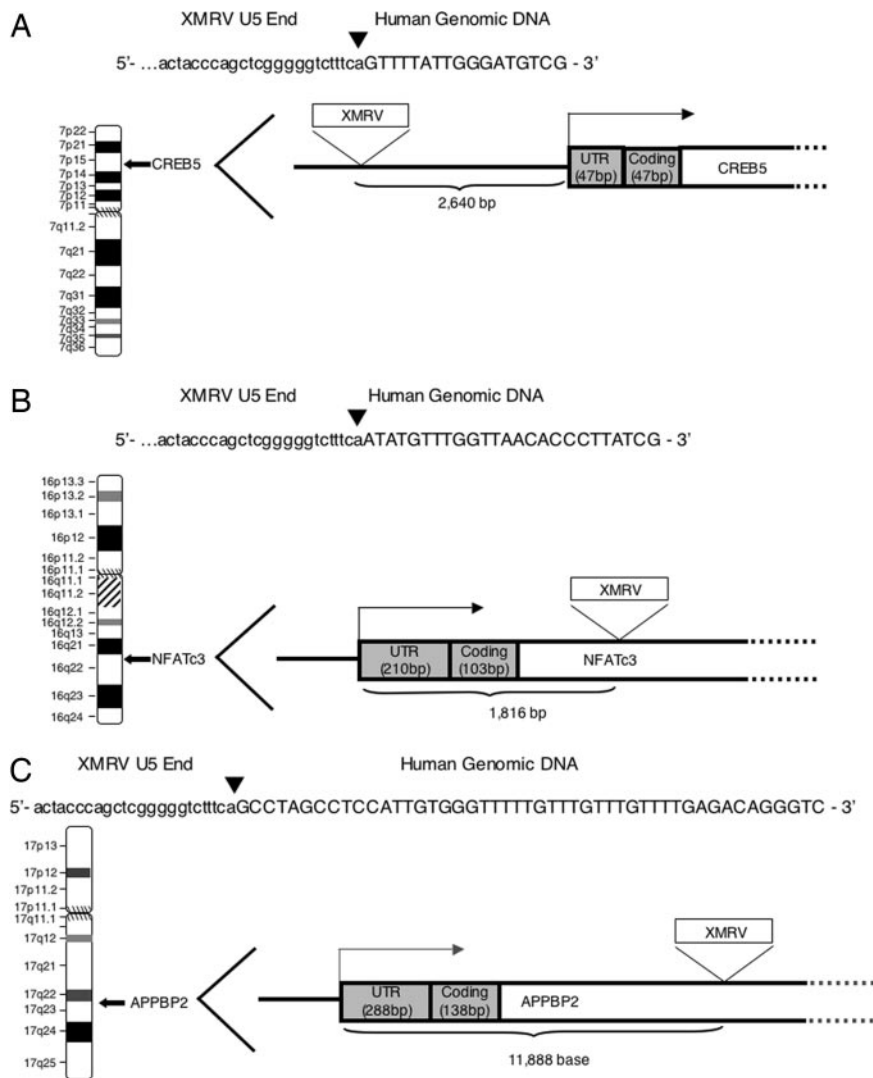 A
XMRV U5 End Human Genomic DNA
5'- ...actacccagctcgggggtctttcaGTTTTATTGGGATGTCG - 3'
7p22
7p21
7p15
7p14
7p13
7p12
7p11
7q11.2
7q21
7q22
7q31
7q32
7q33
7q34
7q35
7q36
CREB5
XMRV
UTR
(47bp)
Coding
(47bp)
CREB5
2,640 bp
B
XMRV U5 End Human Genomic DNA
5'- ...actacccagctcgggggtctttcaATATGTTTGGTTAACACCCTTATCG - 3'
16p13.3
16p13.2
16p13.1
16p12
16p11.2
16p11.1
16q11.1
16q11.2
16q12.1
16q12.2
16q13
16q21
16q22
16q23
16q24
NFATc3
XMRV
UTR
(210bp)
Coding
(103bp)
NFATc3
1,816 bp
C
XMRV U5 End Human Genomic DNA
5'- actacccagctcgggggtctttcaGCCTAGCCTCCATTGTGGGTTTTTGTTTGTTTGTTTTGAGACAGGGTC - 3'
17p13
17p12
17p11.2
17p11.1
17q11.1
17q12
17q21
17q22
17q23
17q24
17q25
APPBP2
XMRV
UTR
(288bp)
Coding
(138bp)
APPBP2
11,888 base